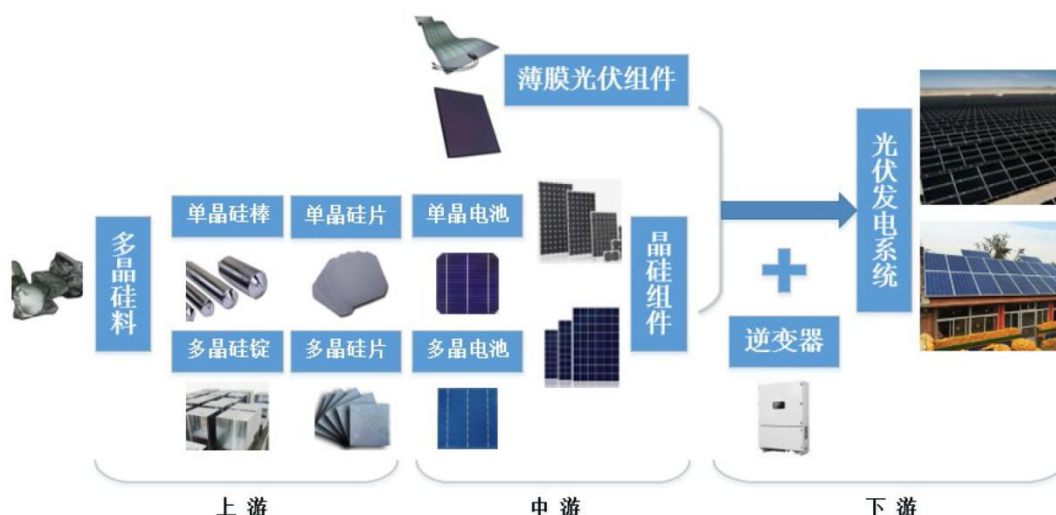 薄膜光伏组件
光伏发电系统
单晶硅棒
单晶硅片
单晶电池
多晶硅料
晶硅组件
多晶硅锭
多晶硅片
多晶电池
逆变器
上游
中游
下游